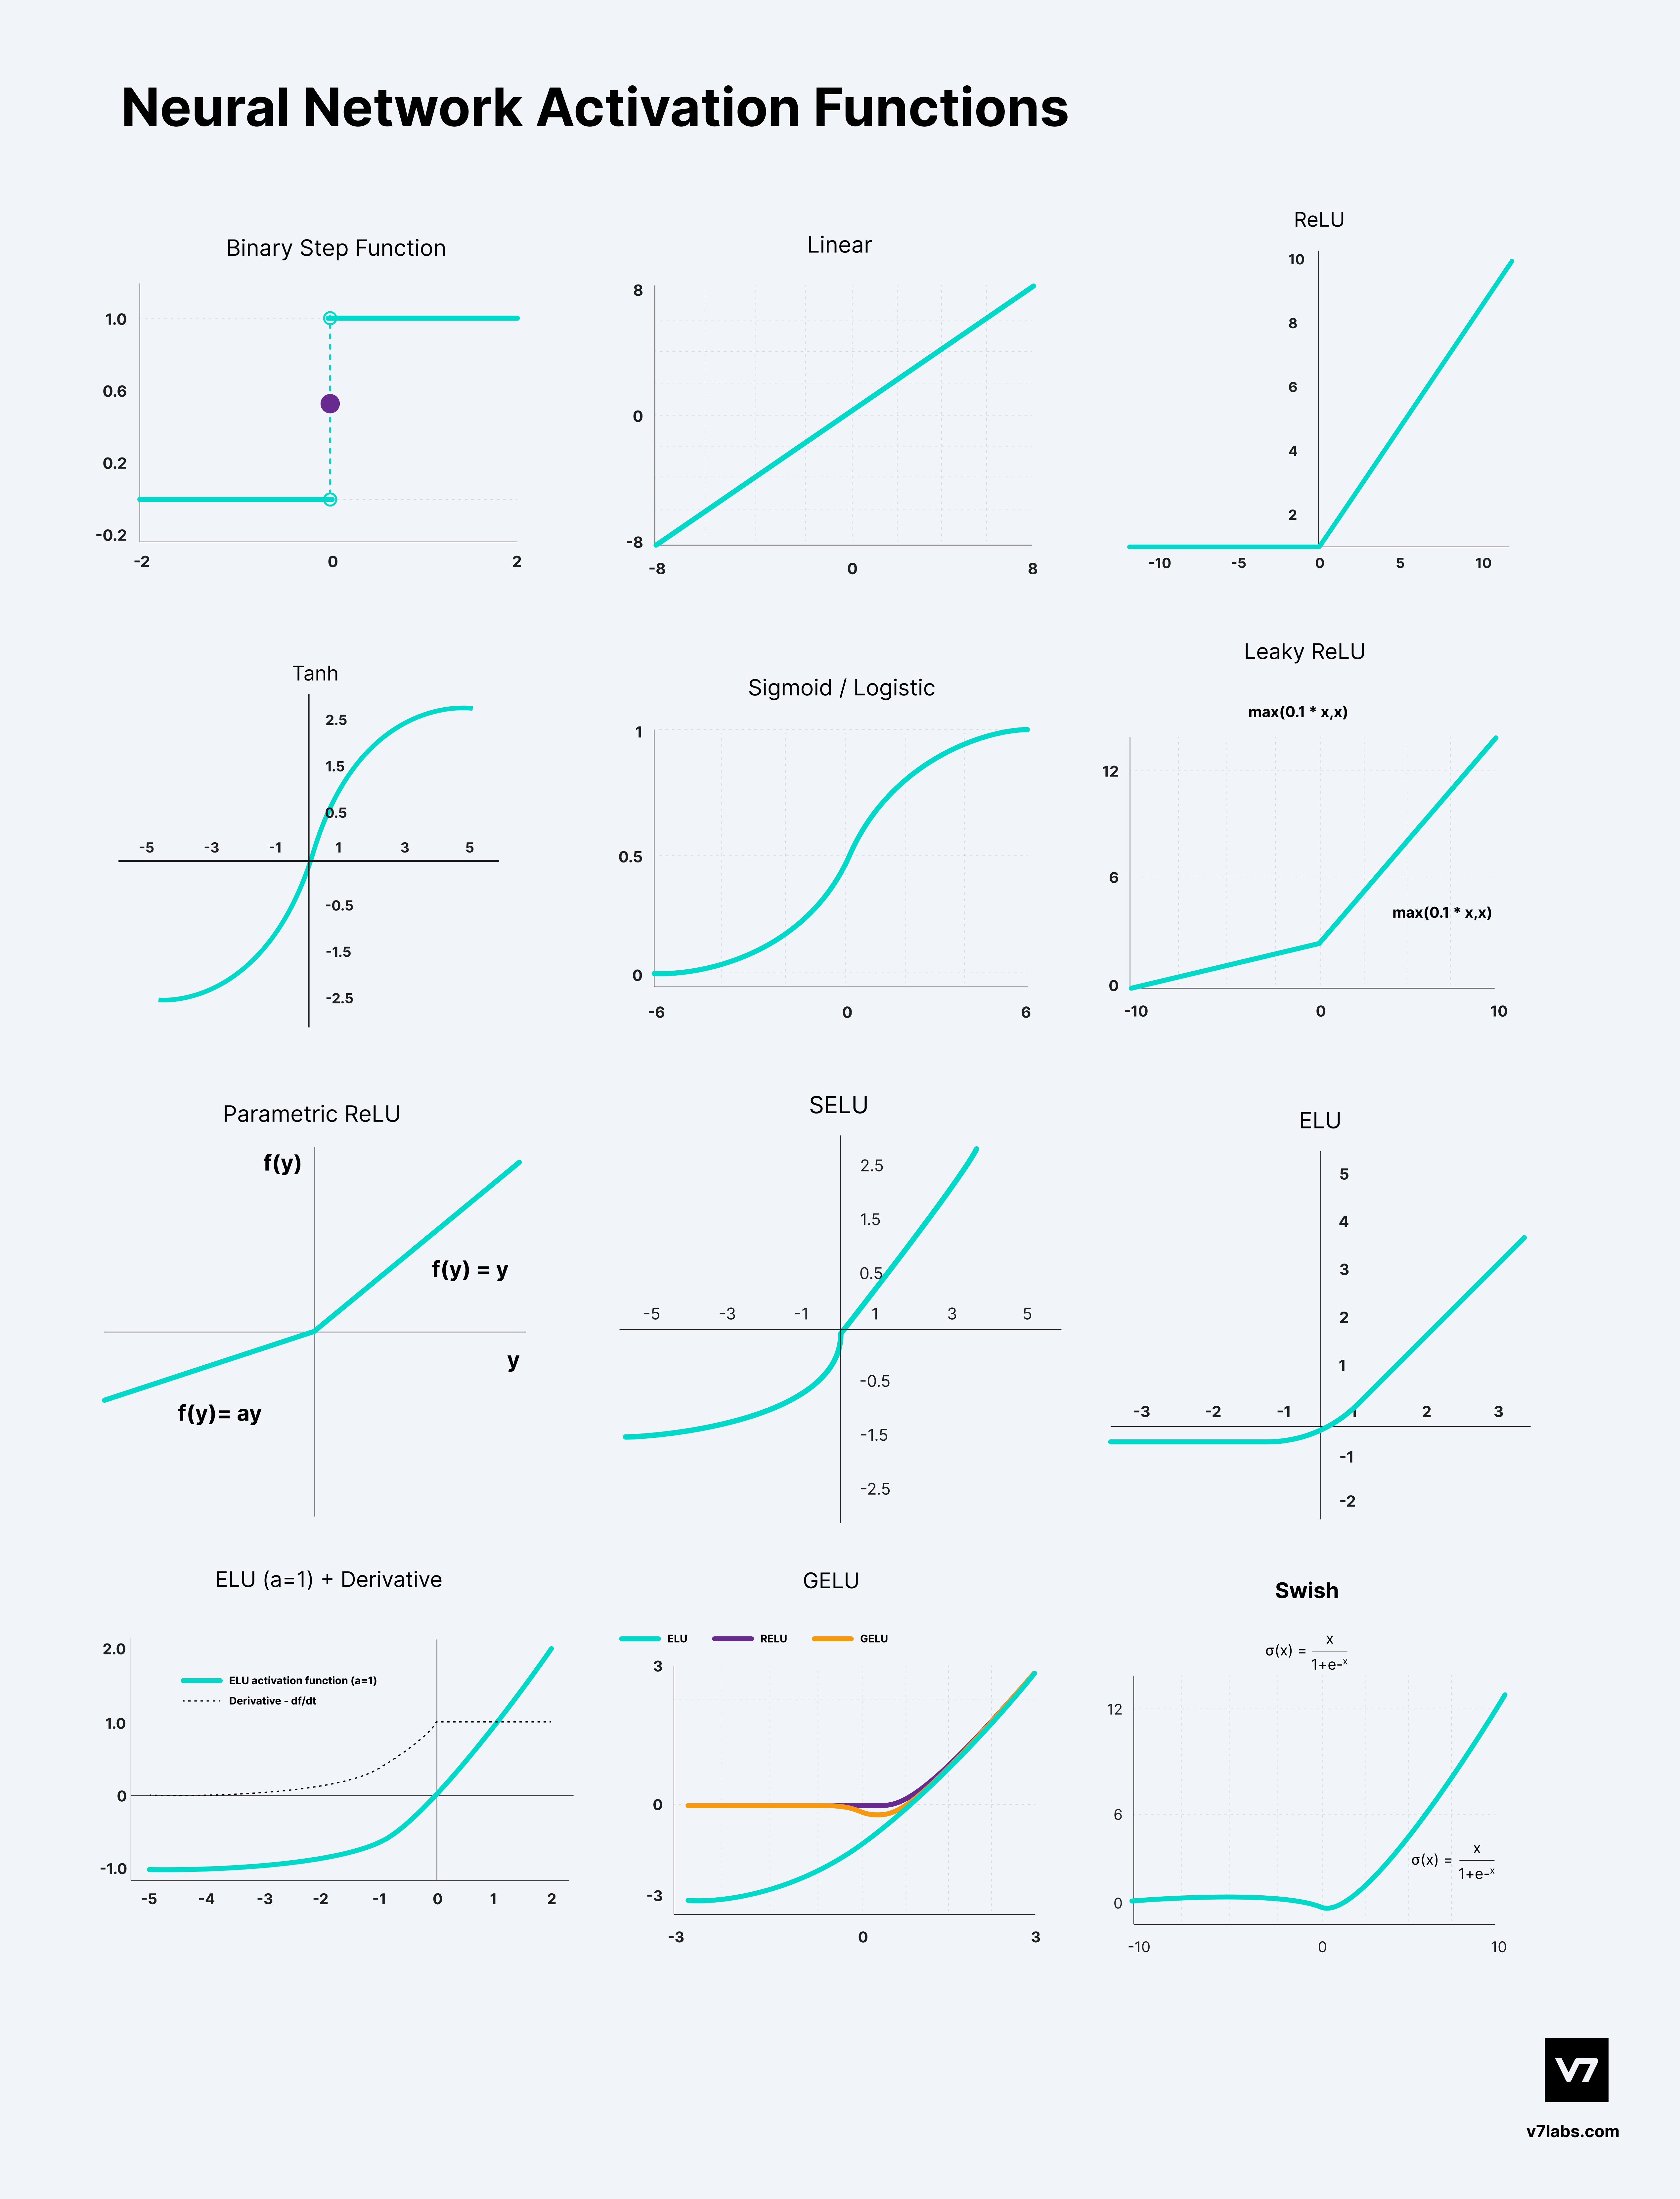 Neural Network Activation Functions
Binary Step Function
1.0
0.6
0.2
-0.2
-2 0 2
Linear
8
0
-8
-8 0 8
ReLU
10
8
6
4
2
-10 -5 0 5 10
Tanh
2.5
1.5
0.5
-5 -3 -1 1 3 5
-0.5
-1.5
-2.5
Sigmoid / Logistic
1
0.5
0
-6 0 6
Leaky ReLU
max(0.1 * x,x)
12
6
max(0.1 * x,x)
0
-10 0 10
Parametric ReLU
f(y)
f(y) = y
y
f(y)= ay
SELU
2.5
1.5
0.5
-5 -3 -1 1 3 5
-0.5
-1.5
-2.5
ELU
5
4
3
2
1
-3 -2 -1 1 2 3
-1
-2
ELU (a=1) + Derivative
2.0
ELU activation function (a=1)
Derivative - df/dt
1.0
0
-1.0
-5 -4 -3 -2 -1 0 1 2
GELU
ELU RELU GELU
3
0
-3
-3 0 3
Swish
σ(x) = x
1+e-ˣ
12
6
σ(x) = x
1+e-ˣ
0
-10 0 10
V7
v7labs.com